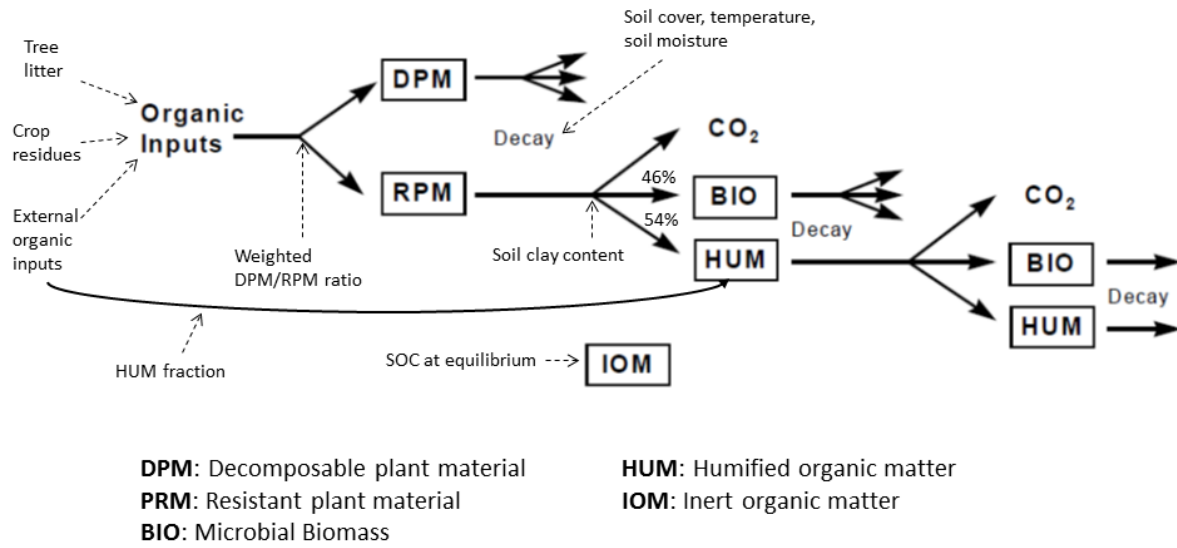 Soil cover, temperature,
soil moisture
Tree
litter
DPM
Organic
Inputs
Decay
CO₂
Crop
residues
46%
RPM
BIO
CO₂
External
organic
inputs
54%
Decay
Weighted
DPM/RPM ratio
Soil clay content
HUM
BIO
Decay
HUM
HUM fraction
SOC at equilibrium
IOM
DPM: Decomposable plant material
PRM: Resistant plant material
BIO: Microbial Biomass
HUM: Humified organic matter
IOM: Inert organic matter